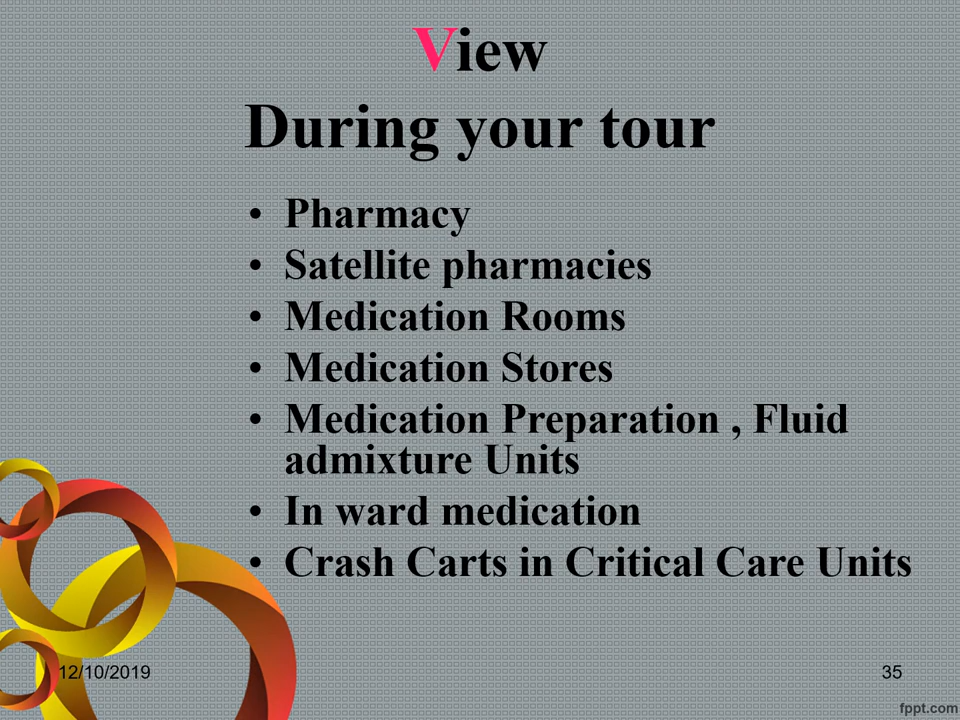 View
During your tour
• Pharmacy
• Satellite pharmacies
• Medication Rooms
• Medication Stores
• Medication Preparation , Fluid
admixture Units
• In ward medication
• Crash Carts in Critical Care Units
12/10/2019
35
fppt.com